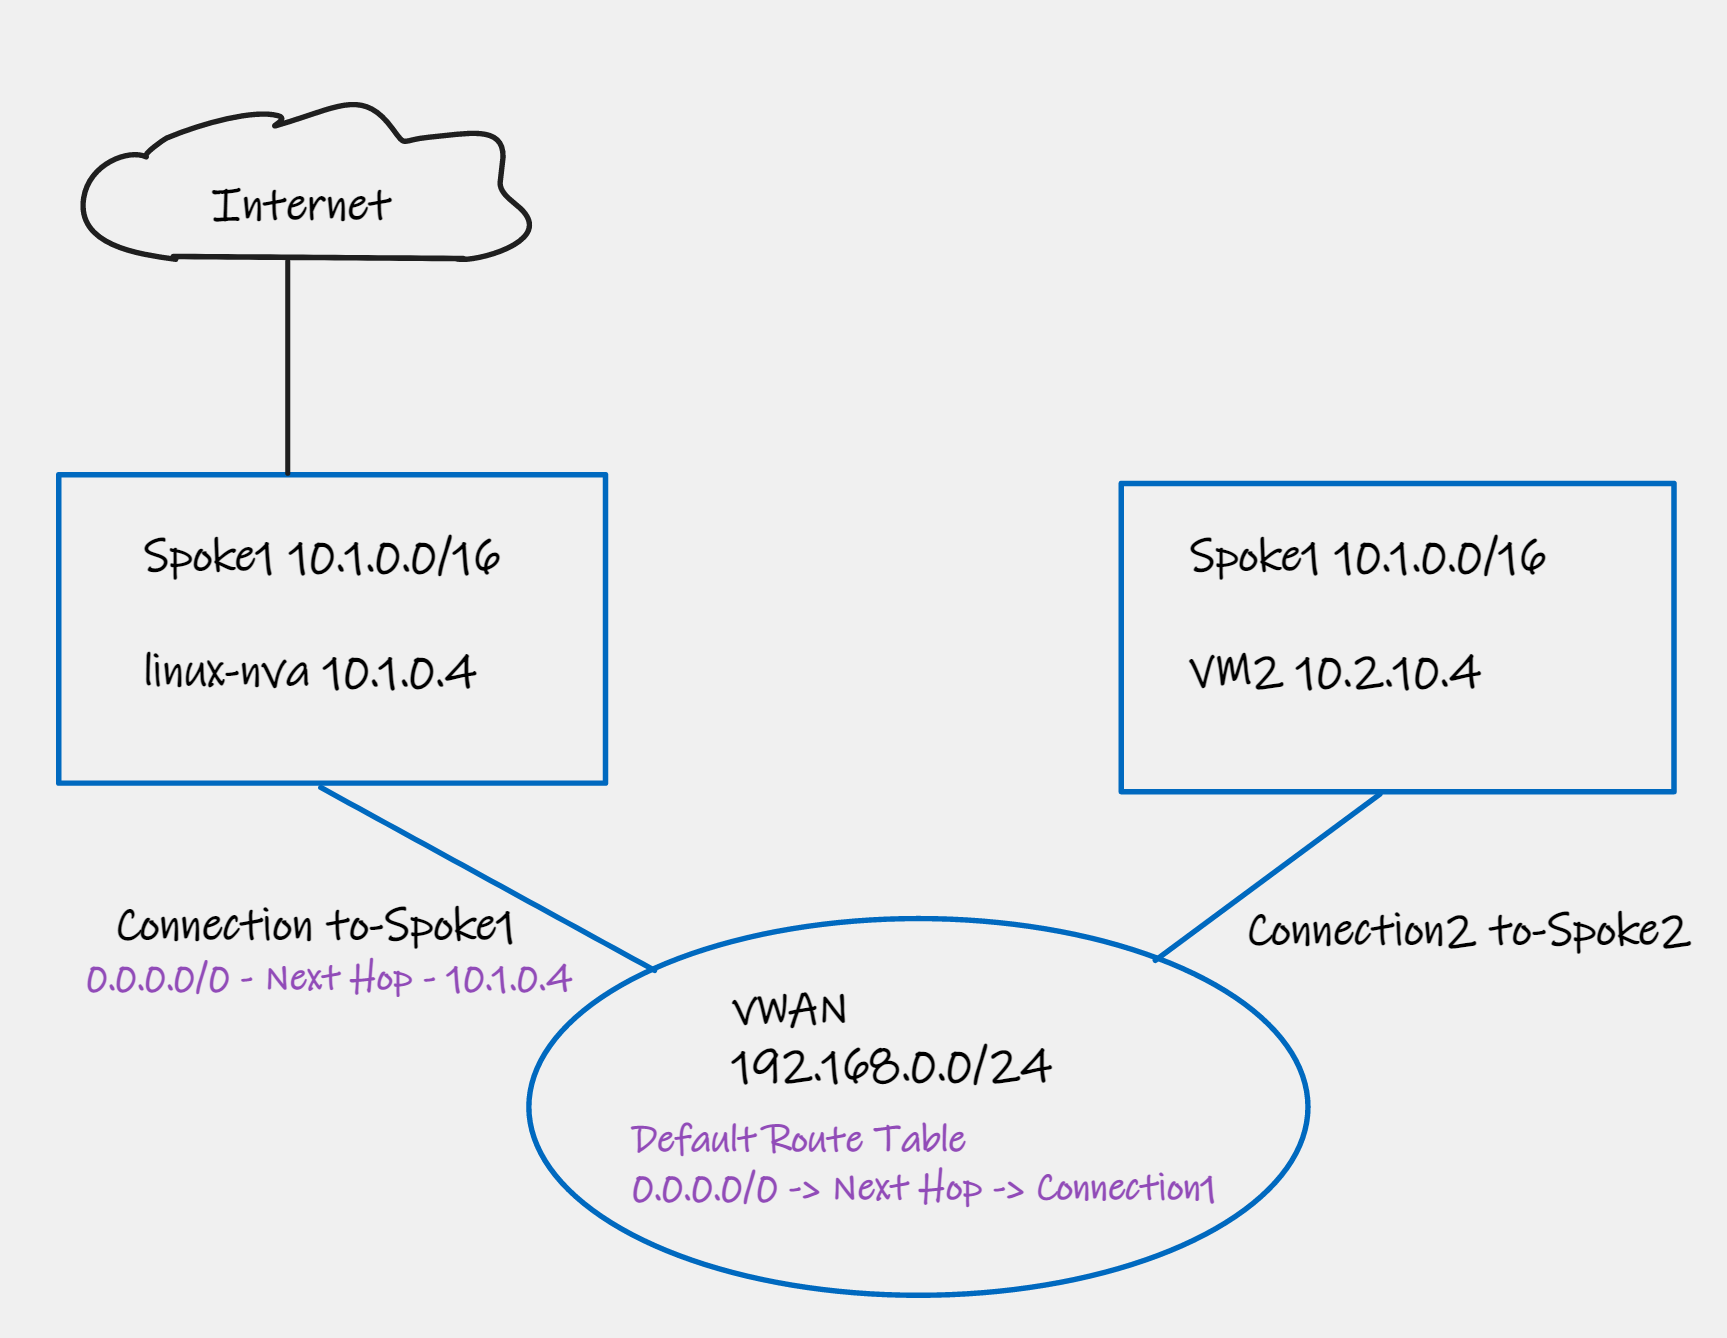 Internet
Spoke1 10.1.0.0/16
linux-nva 10.1.0.4
Spoke1 10.1.0.0/16
VM2 10.2.10.4
Connection to-Spoke1
0.0.0.0/0 - Next Hop - 10.1.0.4
Connection2 to-Spoke2
VWAN
192.168.0.0/24
Default Route Table
0.0.0.0/0 -> Next Hop -> Connection1